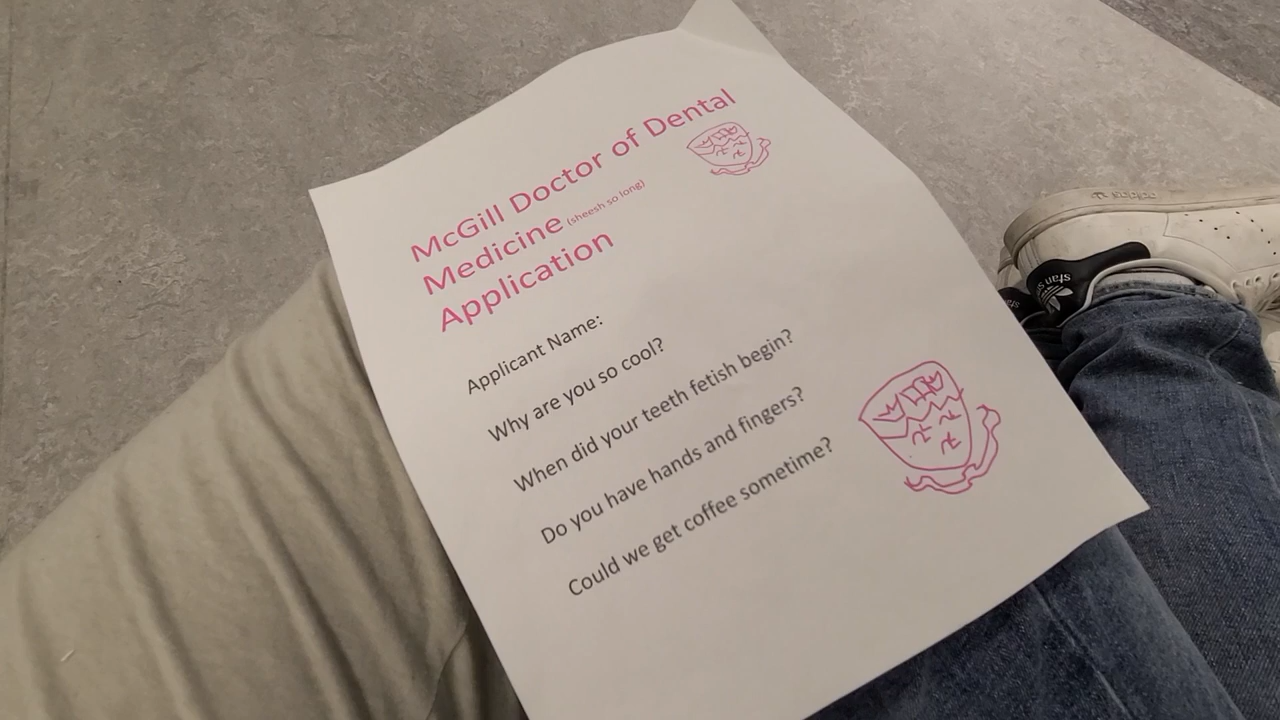 McGill Doctor of Dental
Medicine (sheesh so long)
Application
Applicant Name:
Why are you so cool?
When did your teeth fetish begin?
Do you have hands and fingers?
Could we get coffee sometime?
adidas
stan